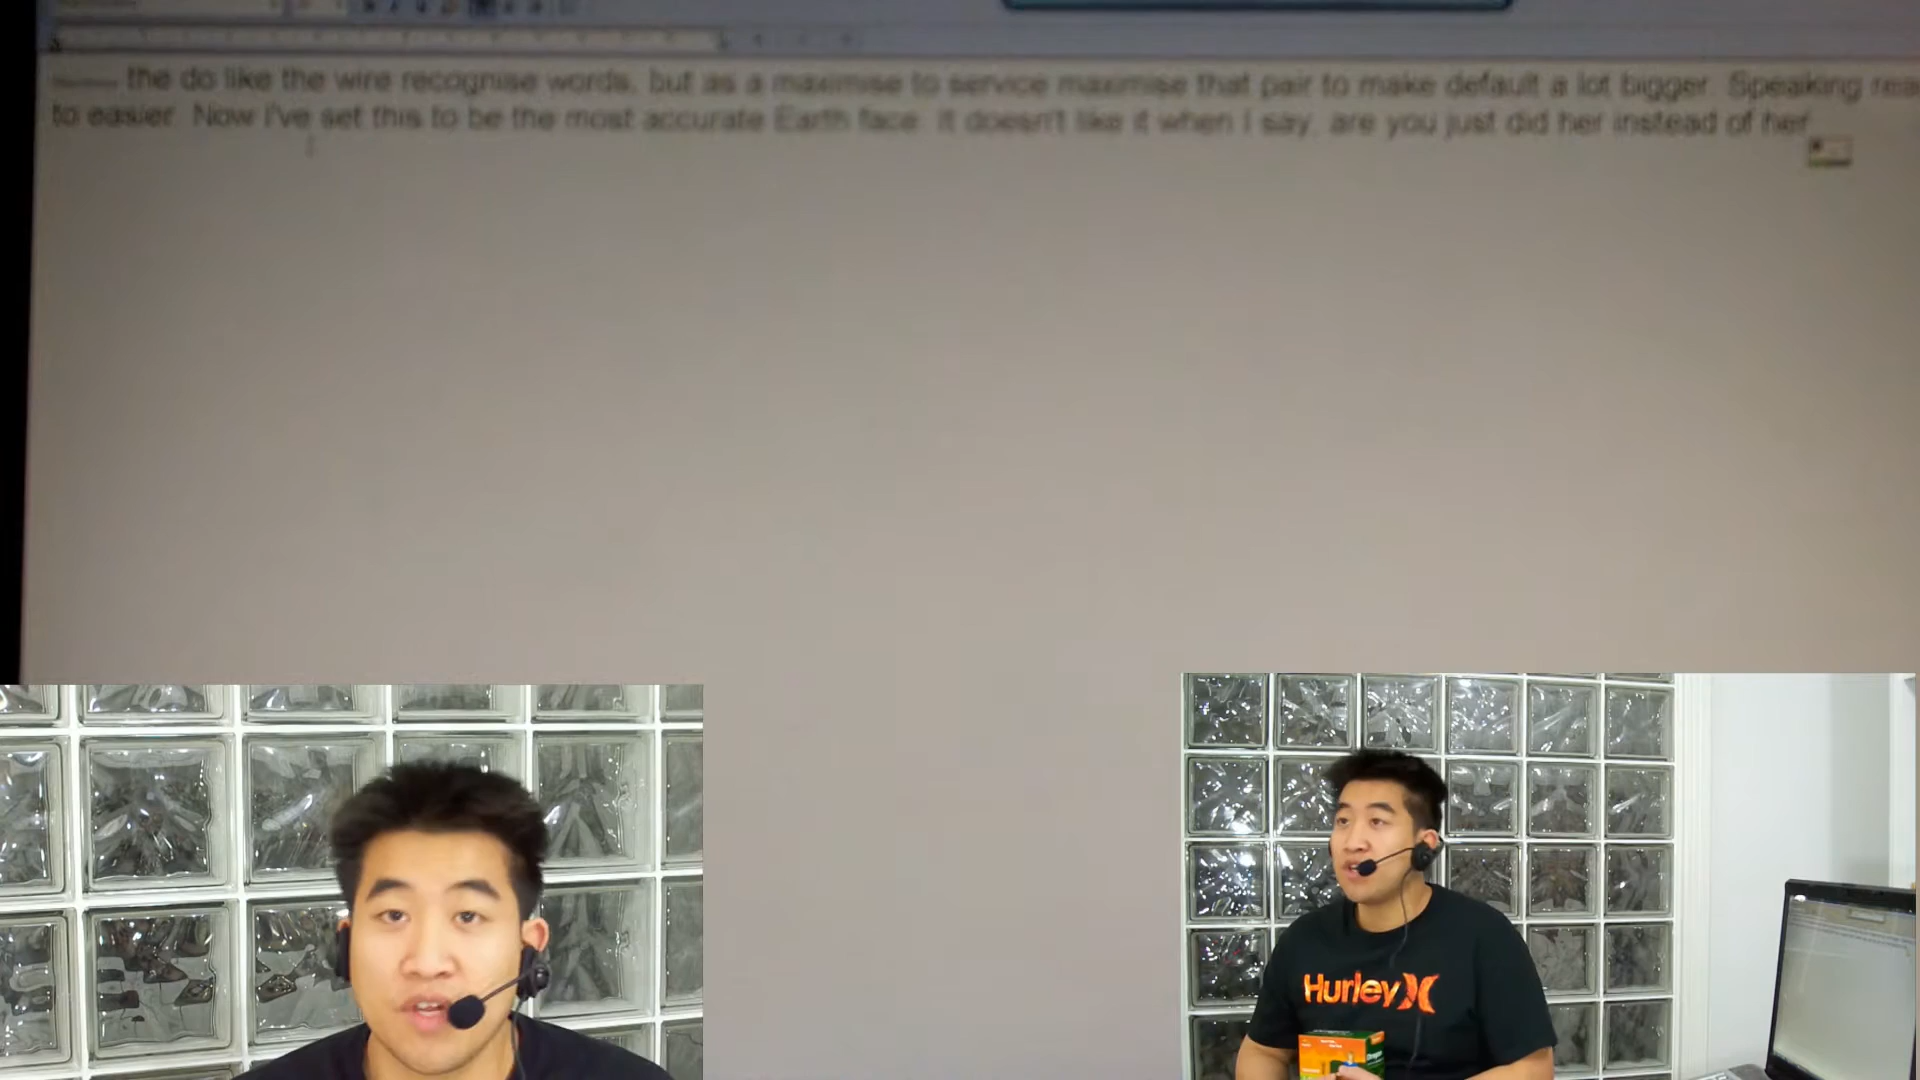 the do like the wire recognise words, but as a maximise to service maximise that pair to make default a lot bigger. Speaking rea
to easier. Now I've set this to be the most accurate Earth face. It doesn't like it when I say, are you just did her instead of her
Hurley
Dragon